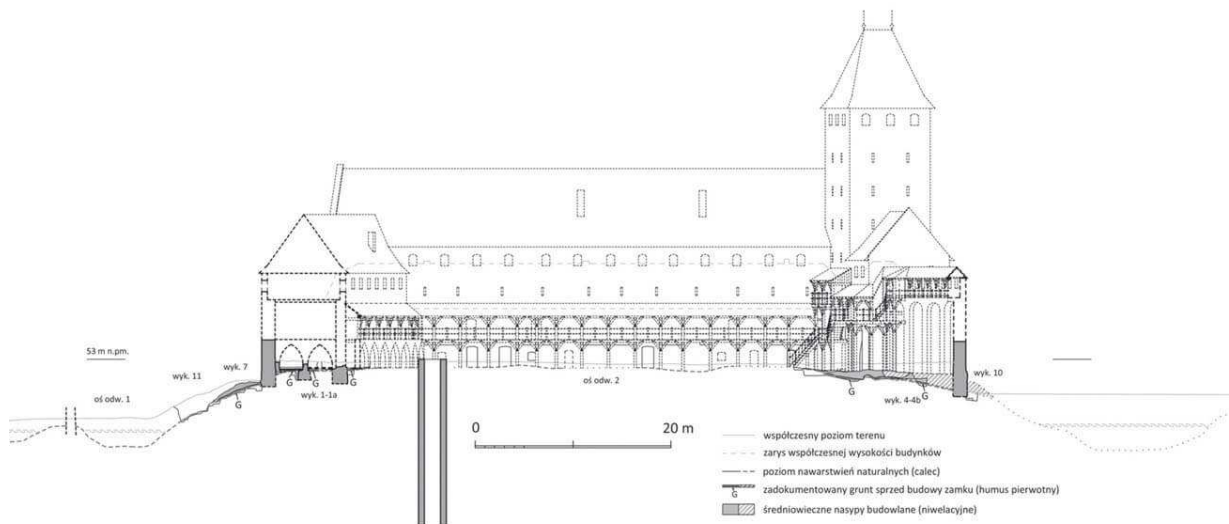 53 m n.pm.
wyk. 11
wyk. 7
oś odw. 1
G
G
G
G
wyk. 1-1a
oś odw. 2
G
G
wyk. 4-4b
wyk. 10
0
20 m
współczesny poziom terenu
zarys współczesnej wysokości budynków
poziom nawarstwień naturalnych (calec)
zadokumentowany grunt sprzed budowy zamku (humus pierwotny)
G
średniowieczne nasypy budowlane (niwelacyjne)